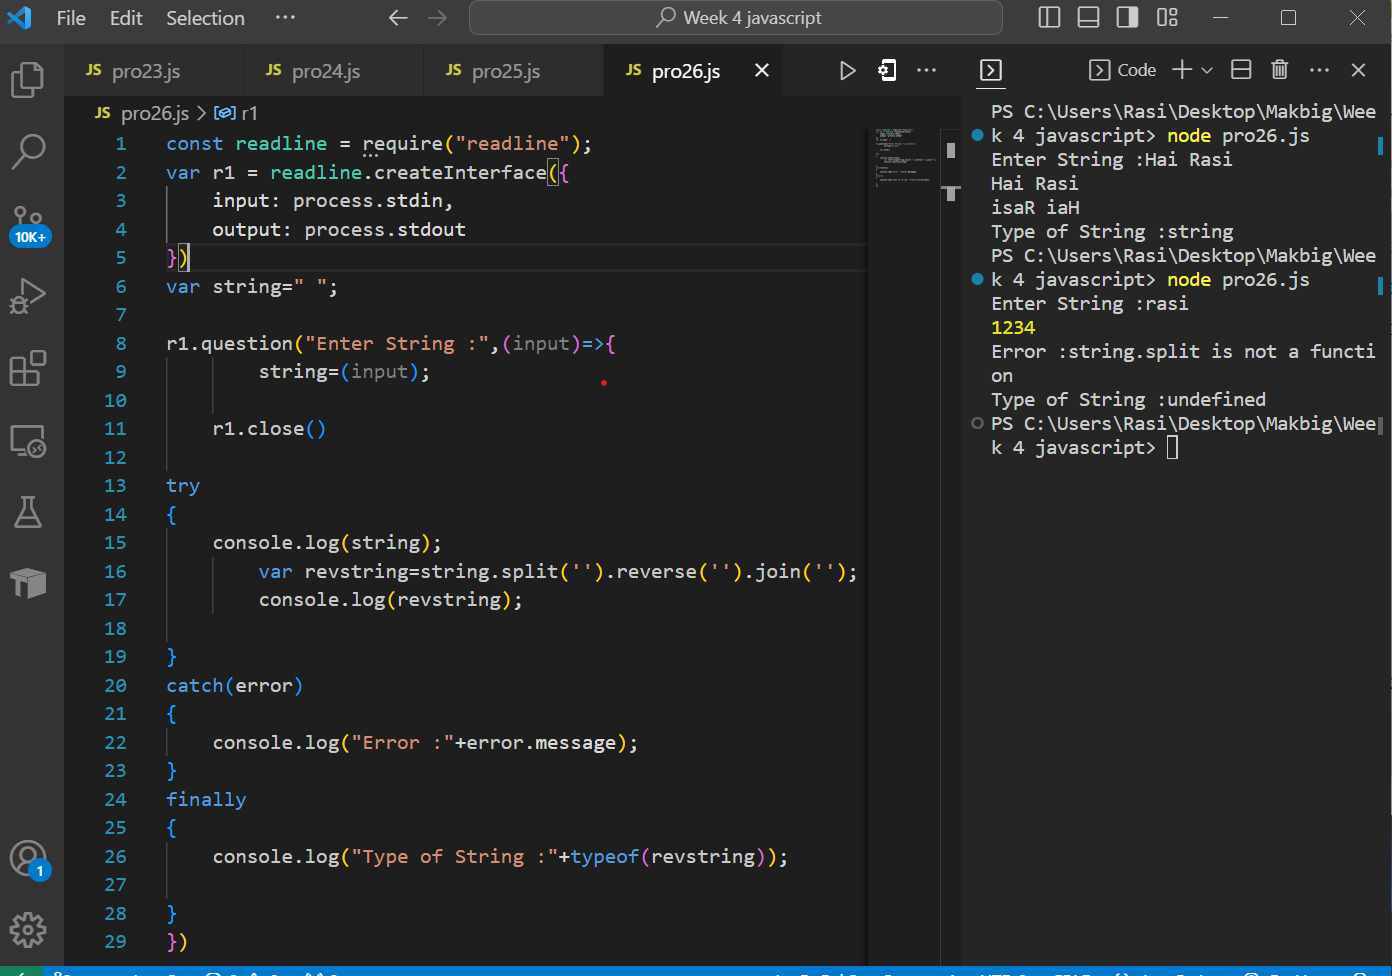 File Edit Selection ··· Week 4 javascript
JS pro23.js JS pro24.js JS pro25.js JS pro26.js
Code
JS pro26.js > r1
1 const readline = require("readline");
2 var r1 = readline.createInterface({
3 input: process.stdin,
4 output: process.stdout
5 })
6 var string=" ";
7
8 r1.question("Enter String :",(input)=>{
9 string=(input);
10
11 r1.close()
12
13 try
14 {
15 console.log(string);
16 var revstring=string.split('').reverse('').join('');
17 console.log(revstring);
18
19 }
20 catch(error)
21 {
22 console.log("Error :"+error.message);
23 }
24 finally
25 {
26 console.log("Type of String :"+typeof(revstring));
27
28 }
29 })
10K+
1
PS C:\Users\Rasi\Desktop\Makbig\Wee
k 4 javascript> node pro26.js
Enter String :Hai Rasi
Hai Rasi
isaR iaH
Type of String :string
PS C:\Users\Rasi\Desktop\Makbig\Wee
k 4 javascript> node pro26.js
Enter String :rasi
1234
Error :string.split is not a functi
on
Type of String :undefined
PS C:\Users\Rasi\Desktop\Makbig\Wee
k 4 javascript>